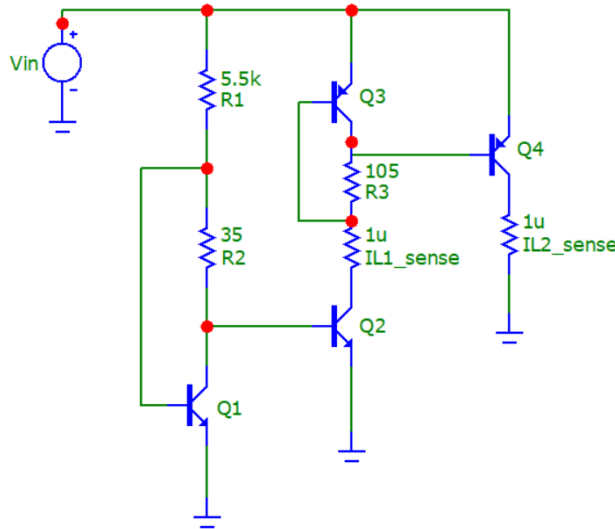 Vin
+
-
5.5k
R1
Q3
Q4
105
R3
35
R2
1u
IL1_sense
1u
IL2_sense
Q2
Q1